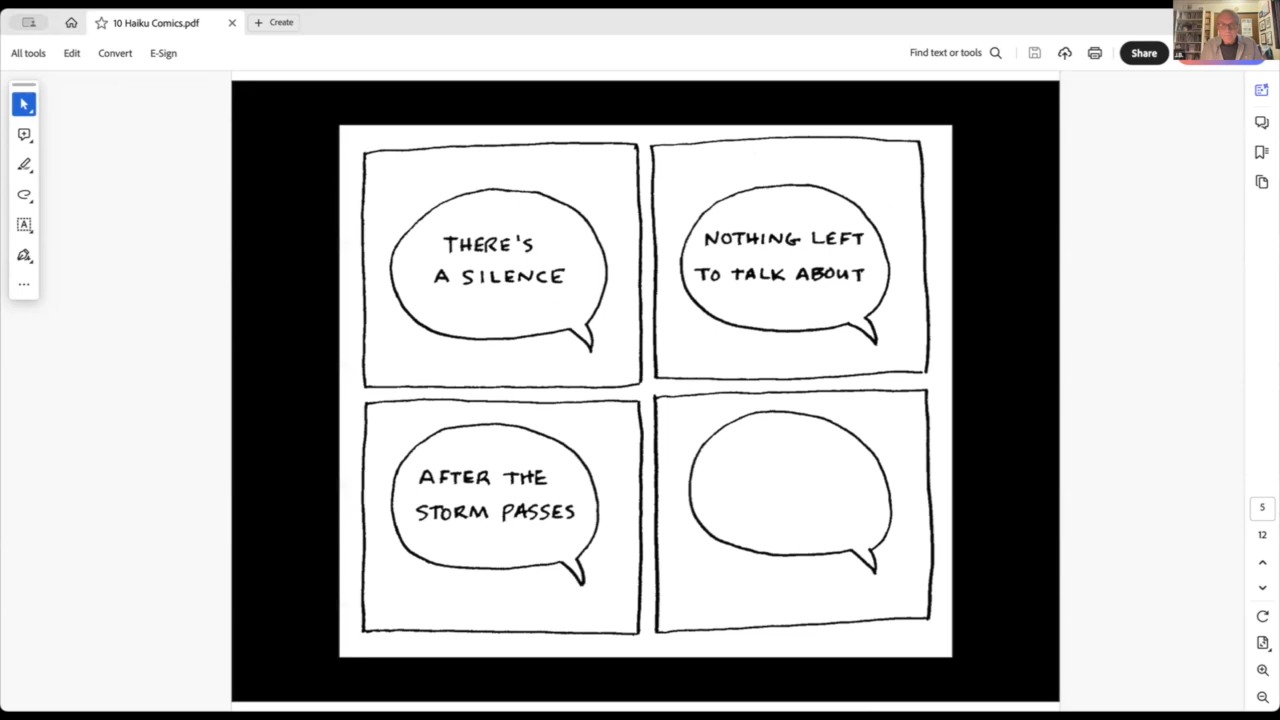 10 Haiku Comics.pdf
Create
All tools
Edit
Convert
E-Sign
Find text or tools
Share
THERE'S
A SILENCE
NOTHING LEFT
TO TALK ABOUT
AFTER THE
STORM PASSES
5
12